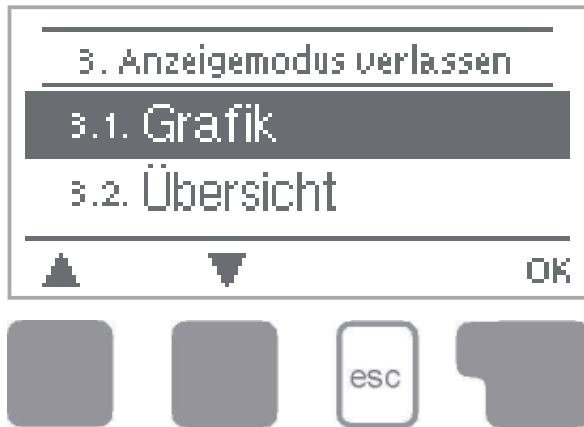 3. Anzeigemodus verlassen
3.1. Grafik
3.2. Übersicht
OK
esc